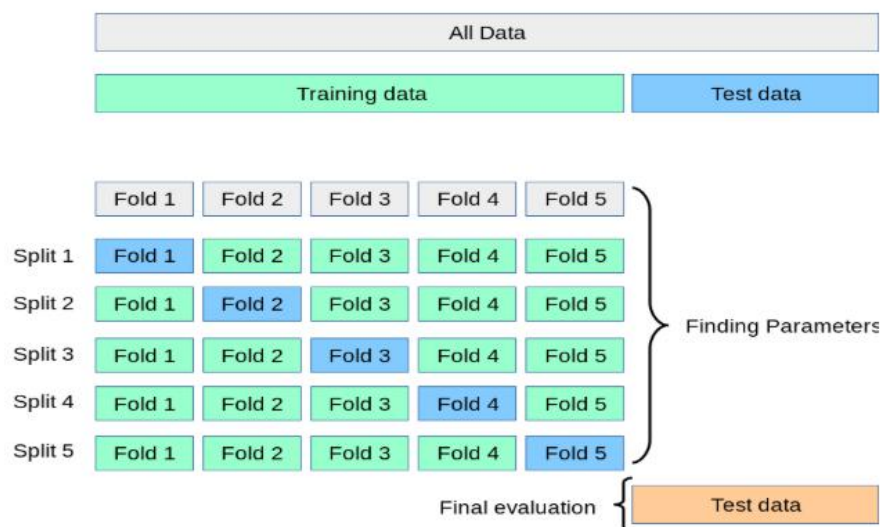 All Data
Training data Test data
Fold 1 Fold 2 Fold 3 Fold 4 Fold 5
Split 1 Fold 1 Fold 2 Fold 3 Fold 4 Fold 5
Split 2 Fold 1 Fold 2 Fold 3 Fold 4 Fold 5
Finding Parameters
Split 3 Fold 1 Fold 2 Fold 3 Fold 4 Fold 5
Split 4 Fold 1 Fold 2 Fold 3 Fold 4 Fold 5
Split 5 Fold 1 Fold 2 Fold 3 Fold 4 Fold 5
Final evaluation Test data